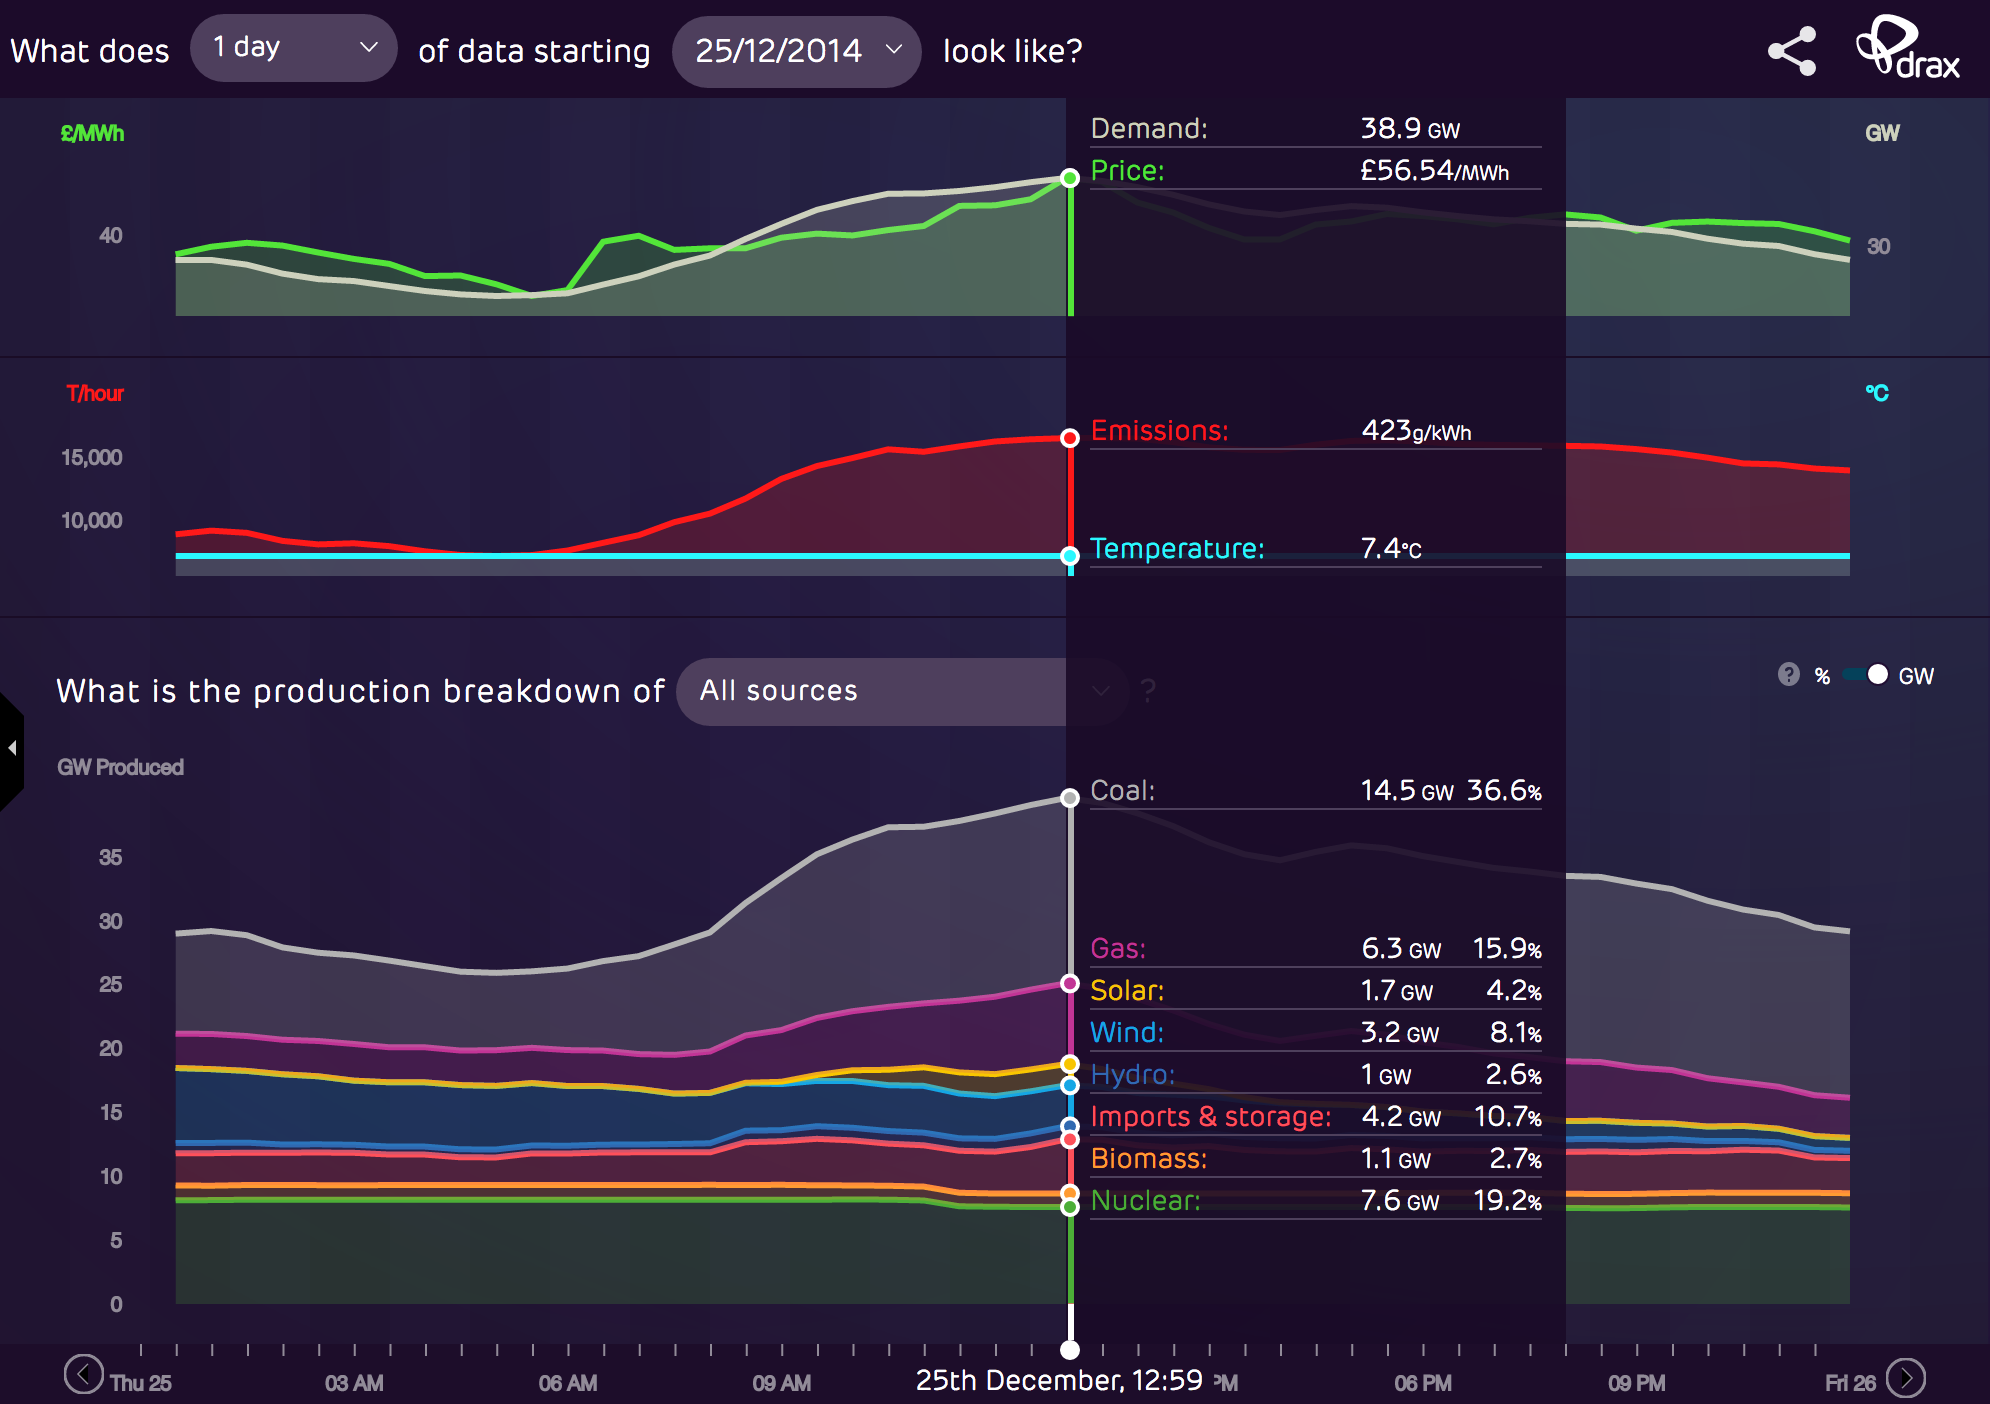 What does 1 day of data starting 25/12/2014 look like?
drax
£/MWh
GW
Demand: 38.9 GW
Price: £56.54/MWh
40
30
T/hour
°C
Emissions: 423g/kWh
15,000
10,000
Temperature: 7.4°C
What is the production breakdown of All sources ?
? % GW
GW Produced
Coal: 14.5 GW 36.6%
35
30
Gas: 6.3 GW 15.9%
25
Solar: 1.7 GW 4.2%
Wind: 3.2 GW 8.1%
20
Hydro: 1 GW 2.6%
15
Imports & storage: 4.2 GW 10.7%
Biomass: 1.1 GW 2.7%
10
Nuclear: 7.6 GW 19.2%
5
0
Thu 25 03 AM 06 AM 09 AM 25th December, 12:59 PM 06 PM 09 PM Fri 26